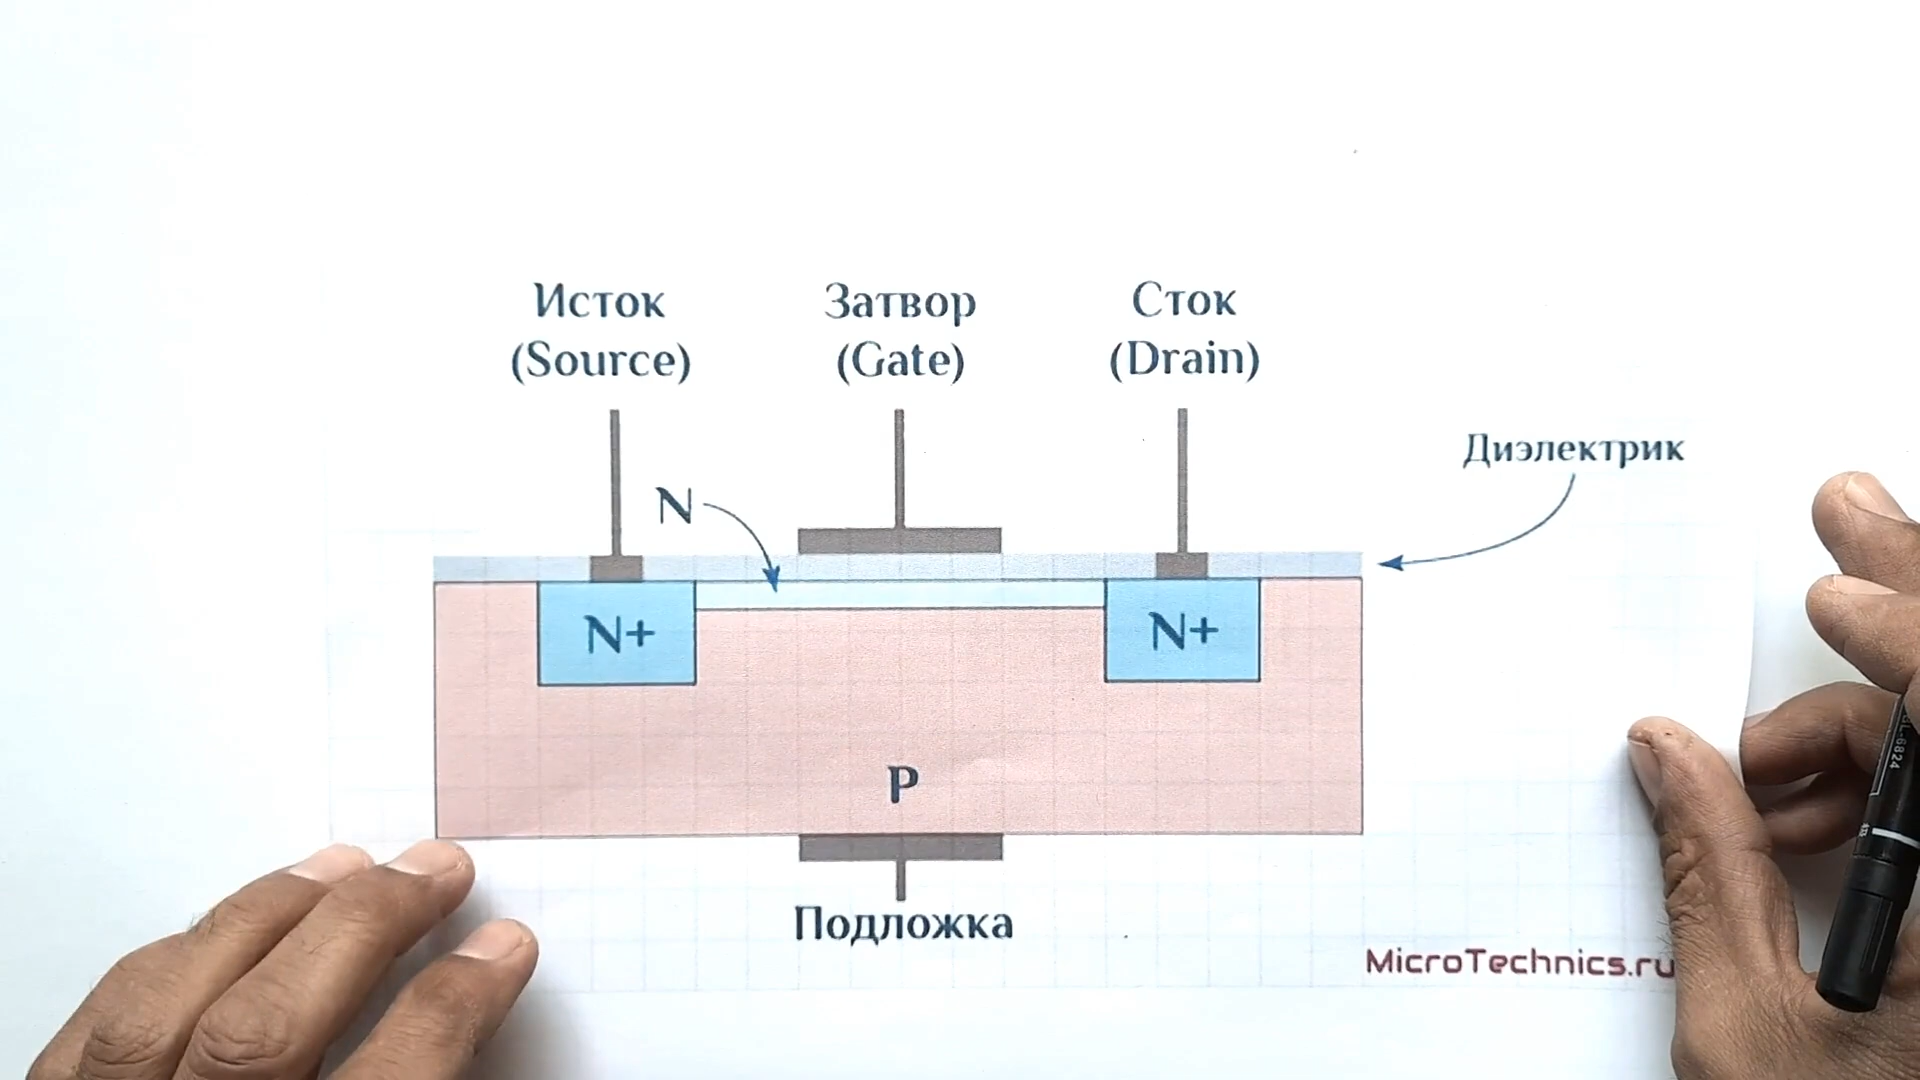 Исток
(Source)
Затвор
(Gate)
Сток
(Drain)
Диэлектрик
N
N+
N+
P
Подложка
MicroTechnics.ru